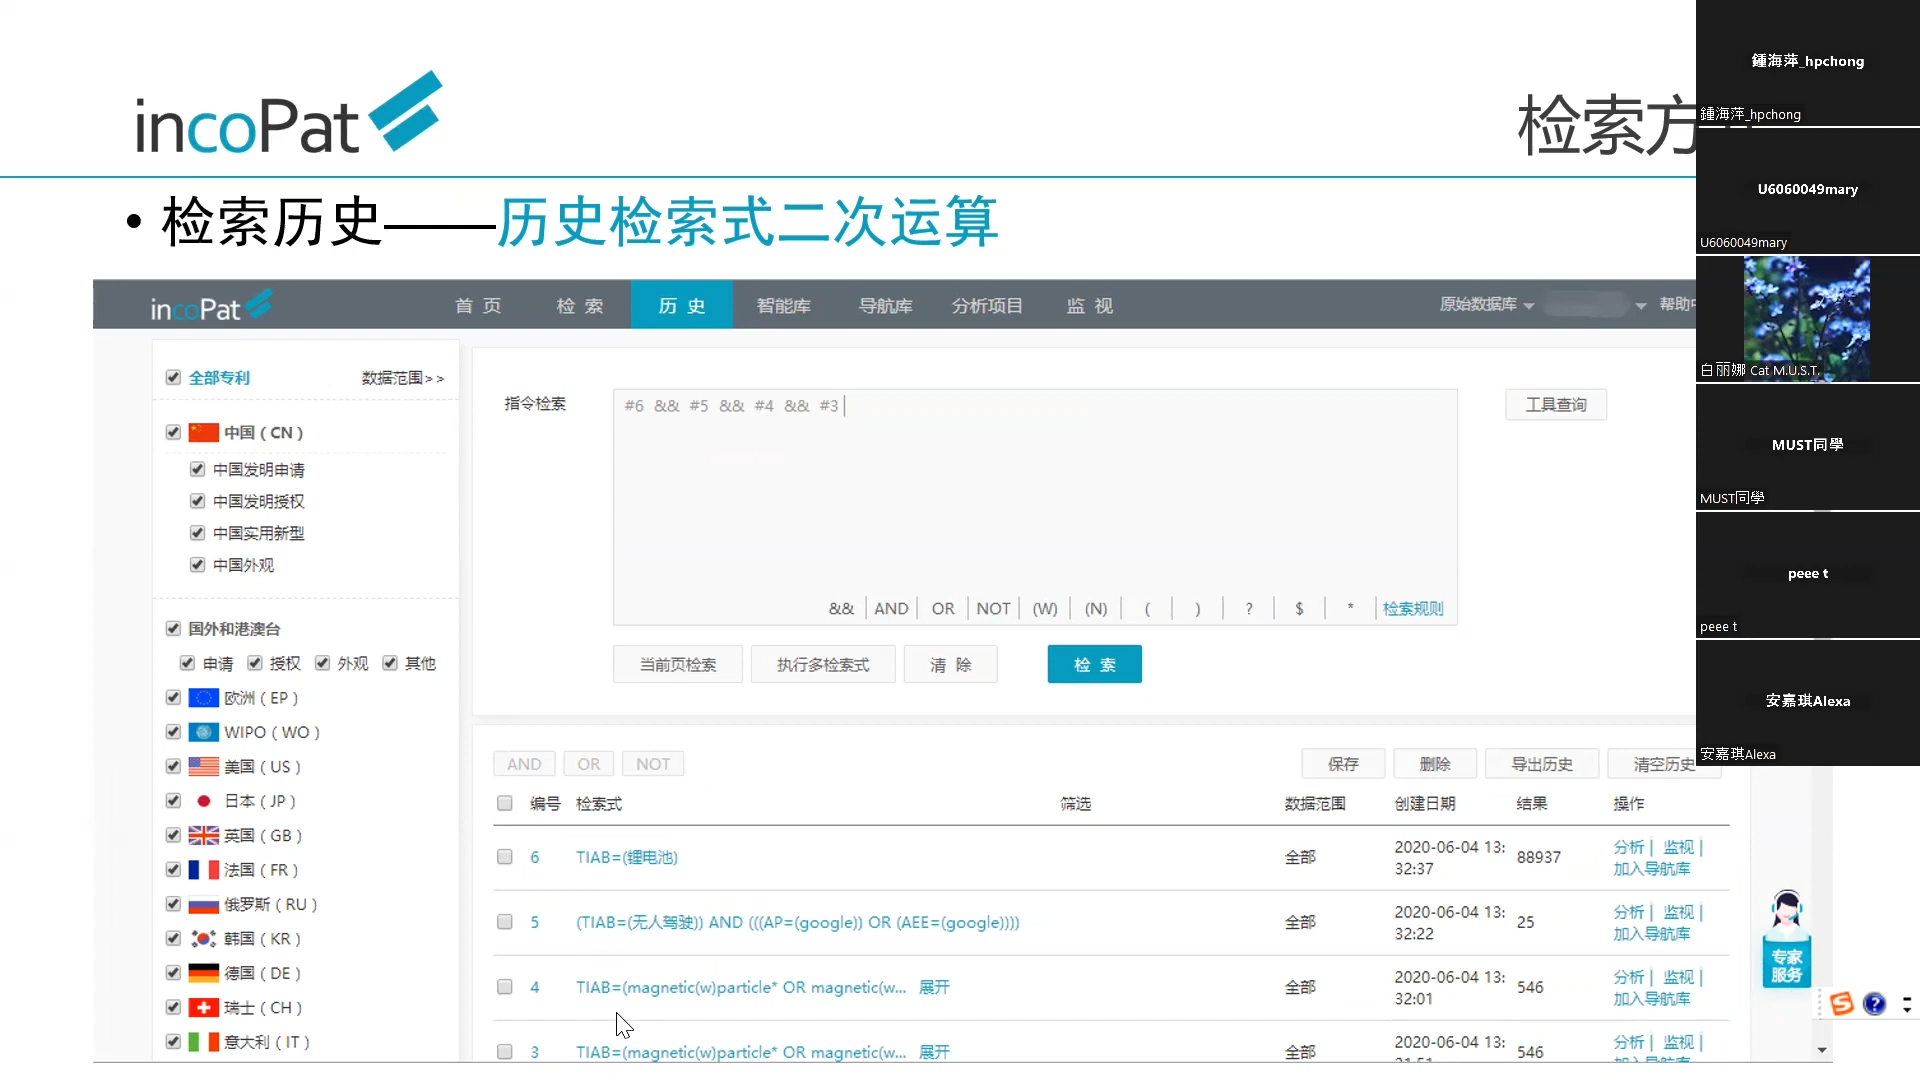 incoPat
检索方
• 检索历史——历史检索式二次运算
incoPat 首 页 检 索 历 史 智能库 导航库 分析项目 监 视 原始数据库 帮助中
全部专利 数据范围>>
中国 ( CN )
中国发明申请
中国发明授权
中国实用新型
中国外观
国外和港澳台
申请 授权 外观 其他
欧洲 ( EP )
WIPO ( WO )
美国 ( US )
日本 ( JP )
英国 ( GB )
法国 ( FR )
俄罗斯 ( RU )
韩国 ( KR )
德国 ( DE )
瑞士 ( CH )
意大利 ( IT )
指令检索 #6 && #5 && #4 && #3 工具查询
&& AND OR NOT (W) (N) ( ) ? $ * 检索规则
当前页检索 执行多检索式 清 除 检 索
AND OR NOT 保存 删除 导出历史 清空历史
编号 检索式 筛选 数据范围 创建日期 结果 操作
6 TIAB=(锂电池) 全部 2020-06-04 13:32:37 88937 分析 | 监视 | 加入导航库
5 (TIAB=(无人驾驶)) AND (((AP=(google)) OR (AEE=(google)))) 全部 2020-06-04 13:32:22 25 分析 | 监视 | 加入导航库
4 TIAB=(magnetic(w)particle* OR magnetic(w... 展开 全部 2020-06-04 13:32:01 546 分析 | 监视 | 加入导航库
3 TIAB=(magnetic(w)particle* OR magnetic(w... 展开 全部 2020-06-04 13: 546 分析 | 监视 |
专家
服务
鍾海萍_hpchong
鍾海萍_hpchong
U6060049mary
U6060049mary
白丽娜 Cat M.U.S.T.
MUST同學
MUST同學
peee t
peee t
安嘉琪Alexa
安嘉琪Alexa